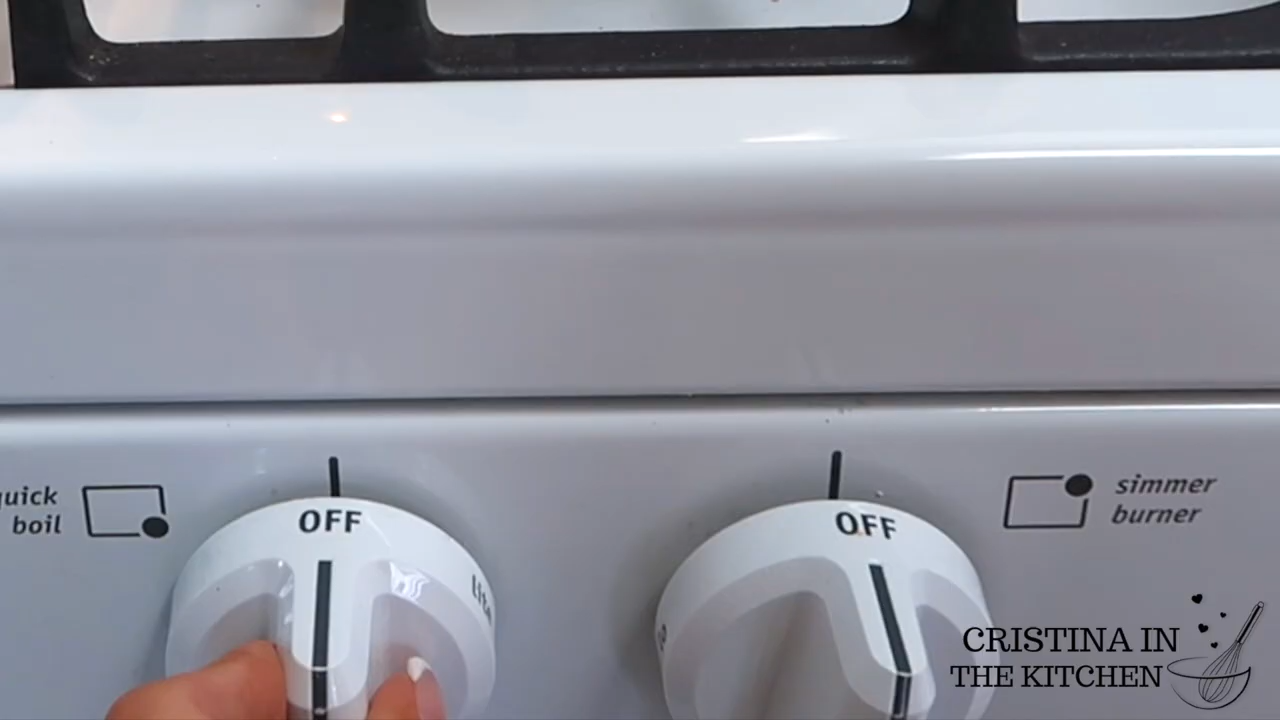 OFF
OFF
quick
boil
simmer
burner
CRISTINA IN
THE KITCHEN